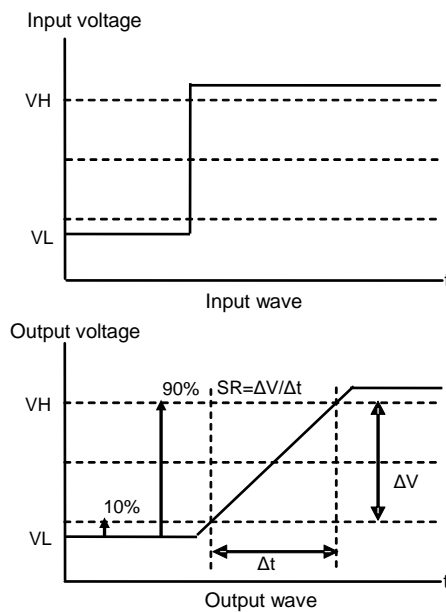 Input voltage
VH
VL
t
Input wave
Output voltage
90%
SR=ΔV/Δt
VH
ΔV
10%
VL
Δt
t
Output wave